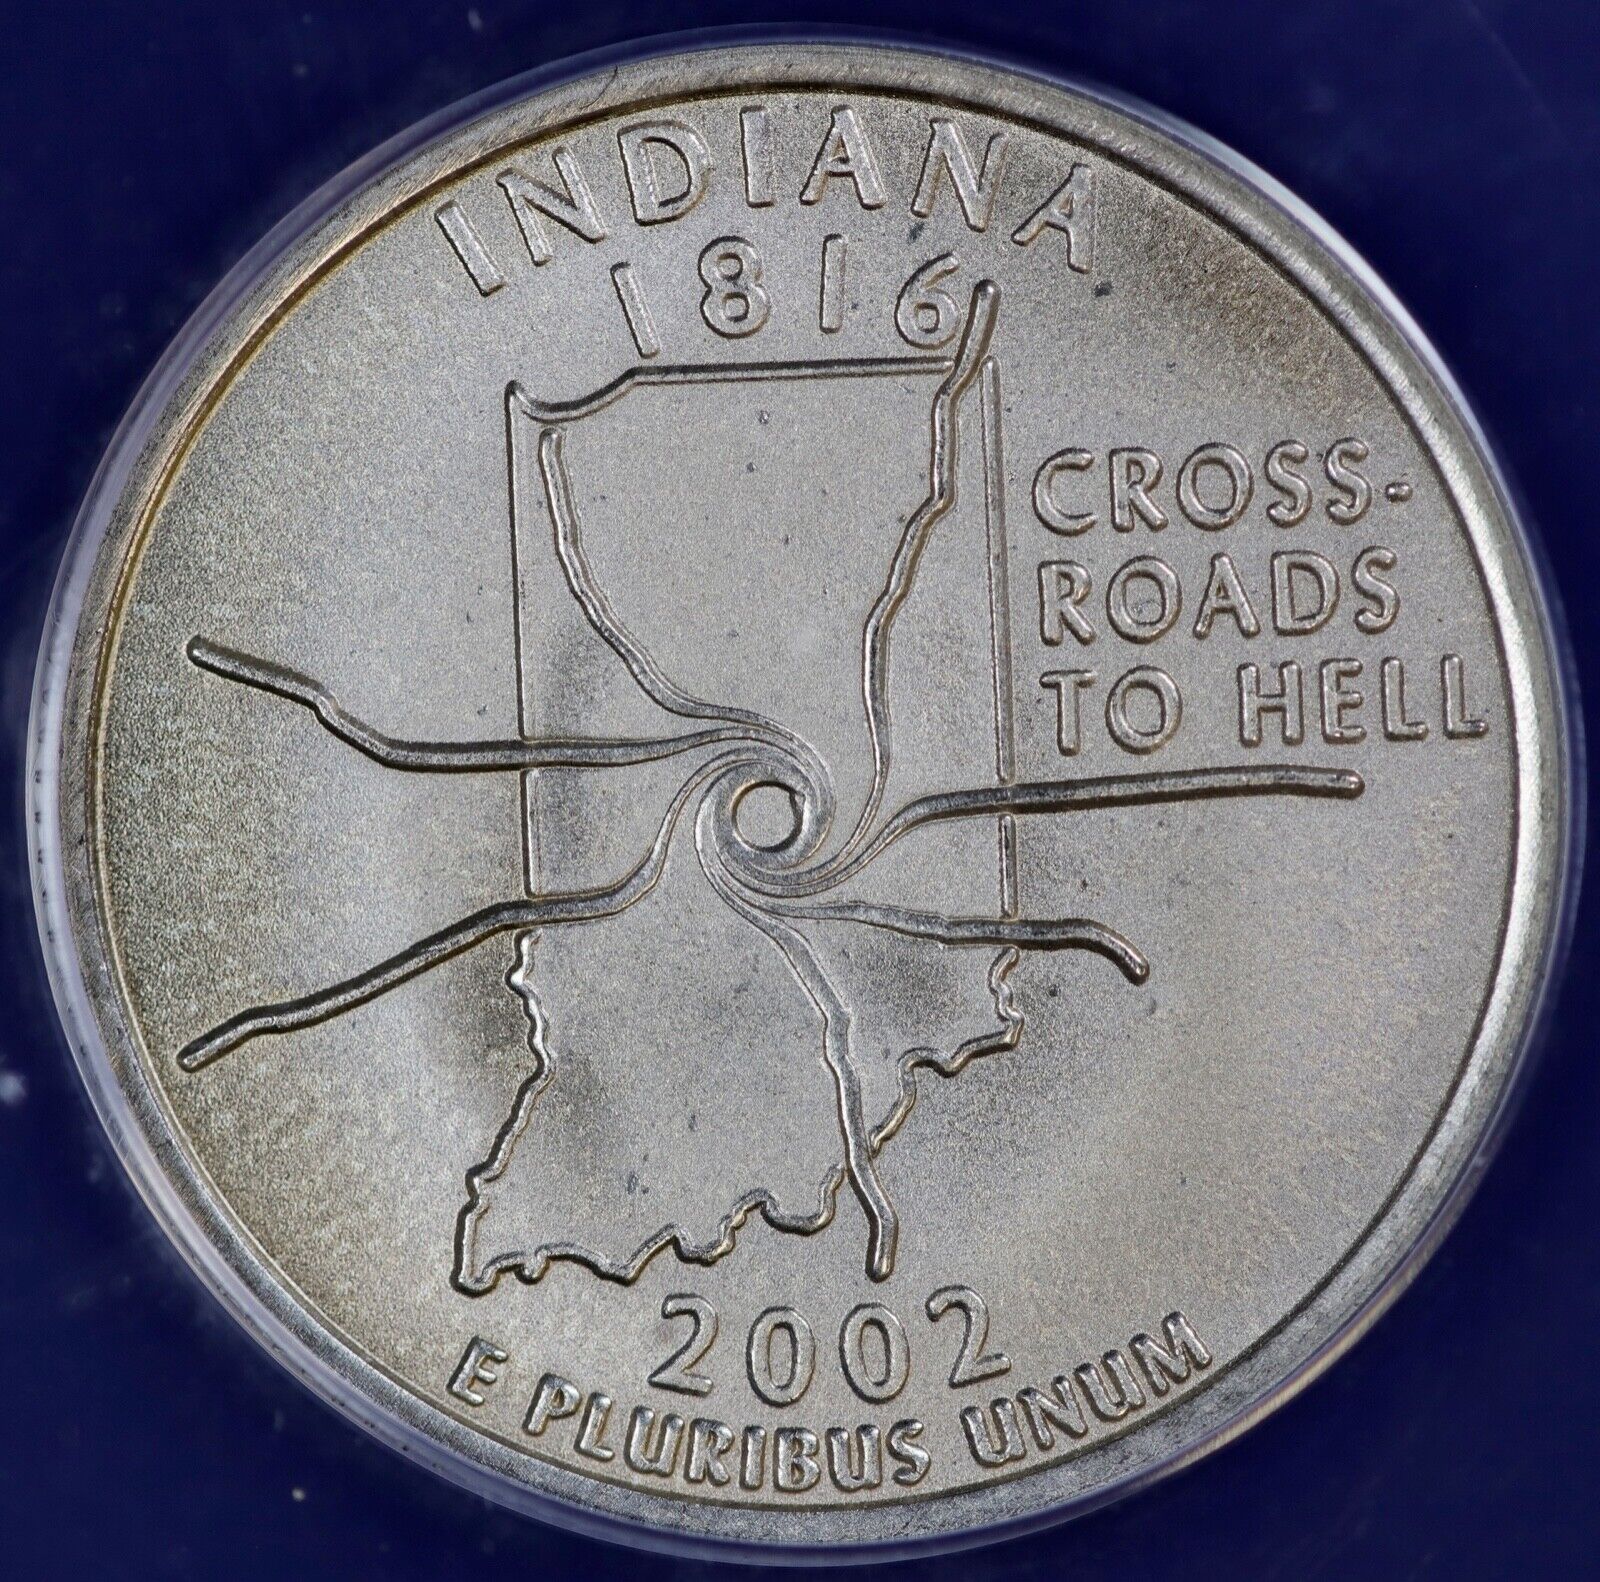 INDIANA
1816
CROSS-
ROADS
TO HELL
2002
E PLURIBUS UNUM